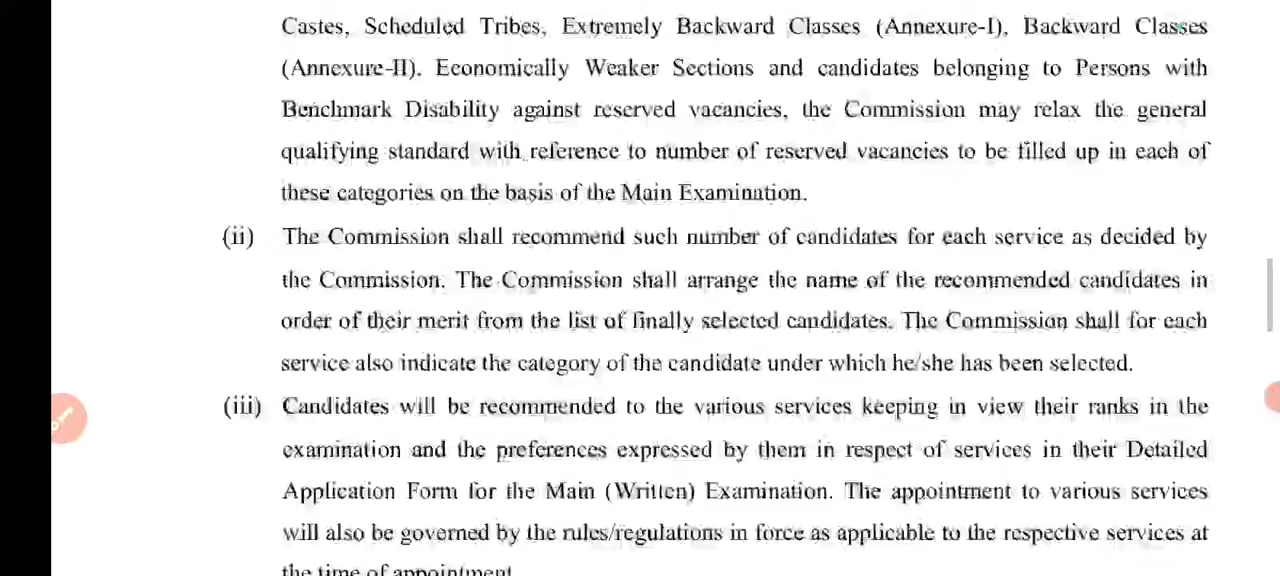 Castes, Scheduled Tribes, Extremely Backward Classes (Annexure-I), Backward Classes
(Annexure-II). Economically Weaker Sections and candidates belonging to Persons with
Benchmark Disability against reserved vacancies, the Commission may relax the general
qualifying standard with reference to number of reserved vacancies to be filled up in each of
these categories on the basis of the Main Examination.
(ii) The Commission shall recommend such number of candidates for each service as decided by
the Commission. The Commission shall arrange the name of the recommended candidates in
order of their merit from the list of finally selected candidates. The Commission shall for each
service also indicate the category of the candidate under which he/she has been selected.
(iii) Candidates will be recommended to the various services keeping in view their ranks in the
examination and the preferences expressed by them in respect of services in their Detailed
Application Form for the Main (Written) Examination. The appointment to various services
will also be governed by the rules/regulations in force as applicable to the respective services at
the time of appointment